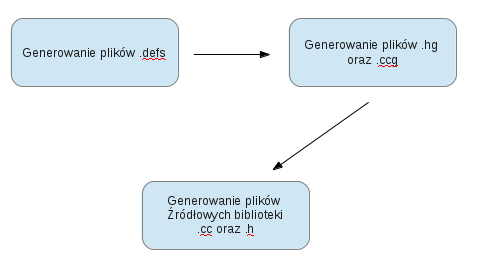 Generowanie plików .defs
Generowanie plików .hg
oraz .ccg
Generowanie plików
Źródłowych biblioteki
.cc oraz .h